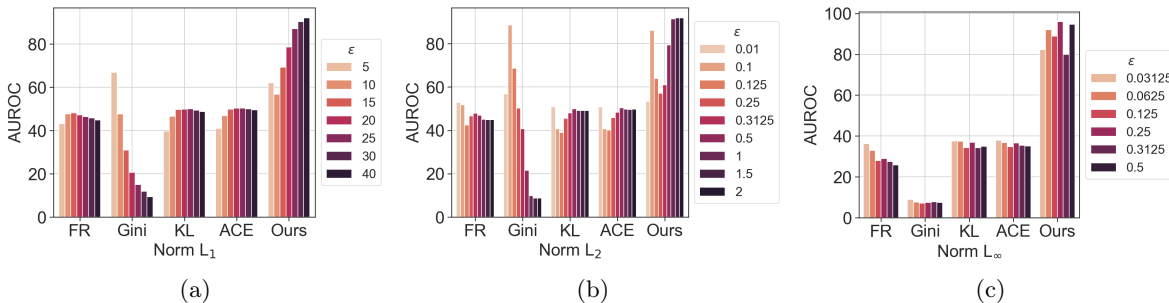 AUROC
80
60
40
20
0
FR Gini KL ACE Ours
Norm L₁
ε
5
10
15
20
25
30
40
(a)
AUROC
80
60
40
20
0
FR Gini KL ACE Ours
Norm L₂
ε
0.01
0.1
0.125
0.25
0.3125
0.5
1
1.5
2
(b)
AUROC
100
80
60
40
20
0
FR Gini KL ACE Ours
Norm L∞
ε
0.03125
0.0625
0.125
0.25
0.3125
0.5
(c)